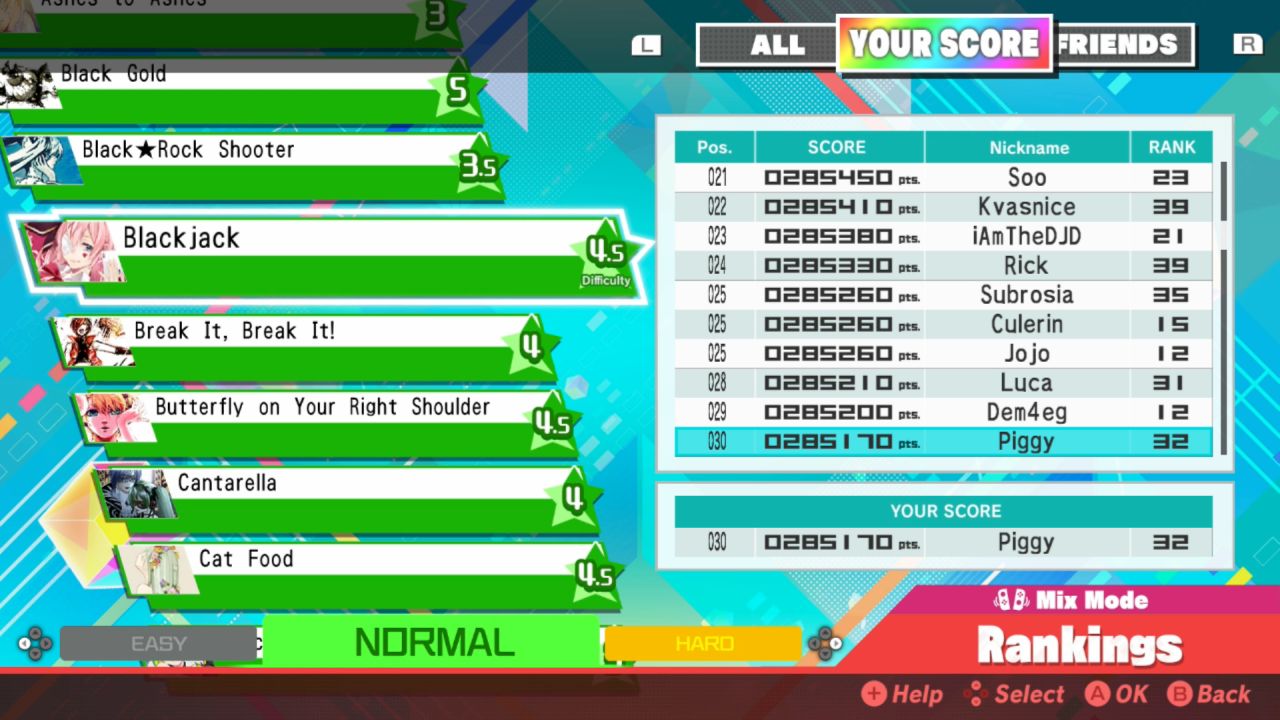 Ashes to Ashes
3
Black Gold
5
Black★Rock Shooter
3.5
Blackjack
4.5
Difficulty
Break It, Break It!
4
Butterfly on Your Right Shoulder
4.5
Cantarella
4
Cat Food
4.5
EASY
NORMAL
HARD
L
ALL
YOUR SCORE
FRIENDS
R
Pos. SCORE Nickname RANK
021 0285450 pts. Soo 23
022 0285410 pts. Kvasnice 39
023 0285380 pts. iAmTheDJD 21
024 0285330 pts. Rick 39
025 0285260 pts. Subrosia 35
025 0285260 pts. Culerin 15
025 0285260 pts. Jojo 12
028 0285210 pts. Luca 31
029 0285200 pts. Dem4eg 12
030 0285170 pts. Piggy 32
YOUR SCORE
030 0285170 pts. Piggy 32
Mix Mode
Rankings
+ Help Select A OK B Back